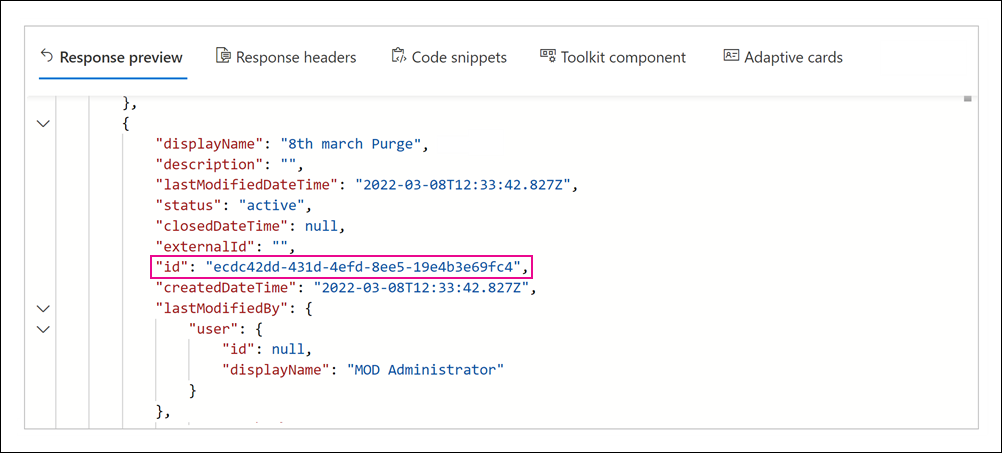 Response preview Response headers Code snippets Toolkit component Adaptive cards
},
{
"displayName": "8th march Purge",
"description": "",
"lastModifiedDateTime": "2022-03-08T12:33:42.827Z",
"status": "active",
"closedDateTime": null,
"externalId": "",
"id": "ecdc42dd-431d-4efd-8ee5-19e4b3e69fc4",
"createdDateTime": "2022-03-08T12:33:42.827Z",
"lastModifiedBy": {
"user": {
"id": null,
"displayName": "MOD Administrator"
}
},